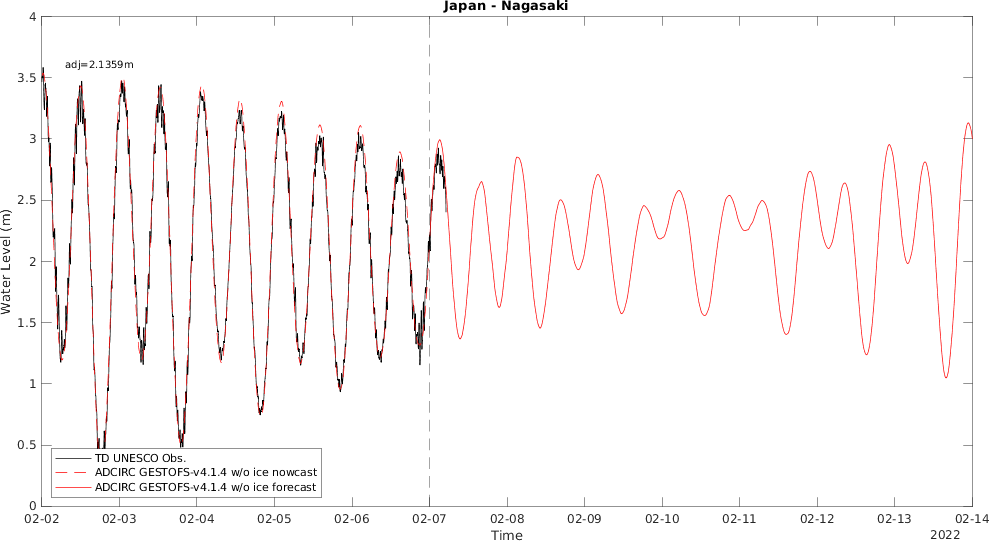 Japan - Nagasaki
4
adj=2.1359m
3.5
3
2.5
2
1.5
1
0.5
0
Water Level (m)
TD UNESCO Obs.
ADCIRC GESTOFS-v4.1.4 w/o ice nowcast
ADCIRC GESTOFS-v4.1.4 w/o ice forecast
02-02 02-03 02-04 02-05 02-06 02-07 02-08 02-09 02-10 02-11 02-12 02-13 02-14
Time
2022